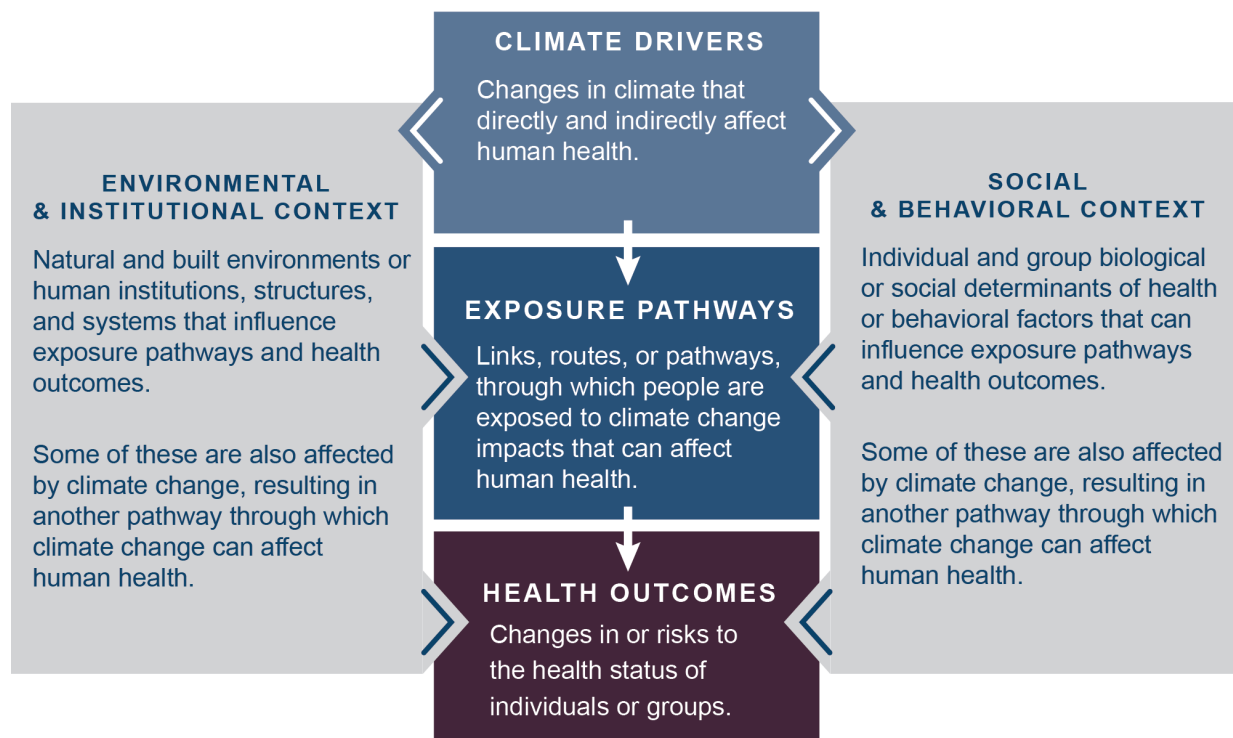 CLIMATE DRIVERS
Changes in climate that
directly and indirectly affect
human health.
ENVIRONMENTAL
& INSTITUTIONAL CONTEXT
Natural and built environments or
human institutions, structures,
and systems that influence
exposure pathways and health
outcomes.
Some of these are also affected
by climate change, resulting in
another pathway through which
climate change can affect
human health.
EXPOSURE PATHWAYS
Links, routes, or pathways,
through which people are
exposed to climate change
impacts that can affect
human health.
SOCIAL
& BEHAVIORAL CONTEXT
Individual and group biological
or social determinants of health
or behavioral factors that can
influence exposure pathways
and health outcomes.
Some of these are also affected
by climate change, resulting in
another pathway through which
climate change can affect
human health.
HEALTH OUTCOMES
Changes in or risks to
the health status of
individuals or groups.